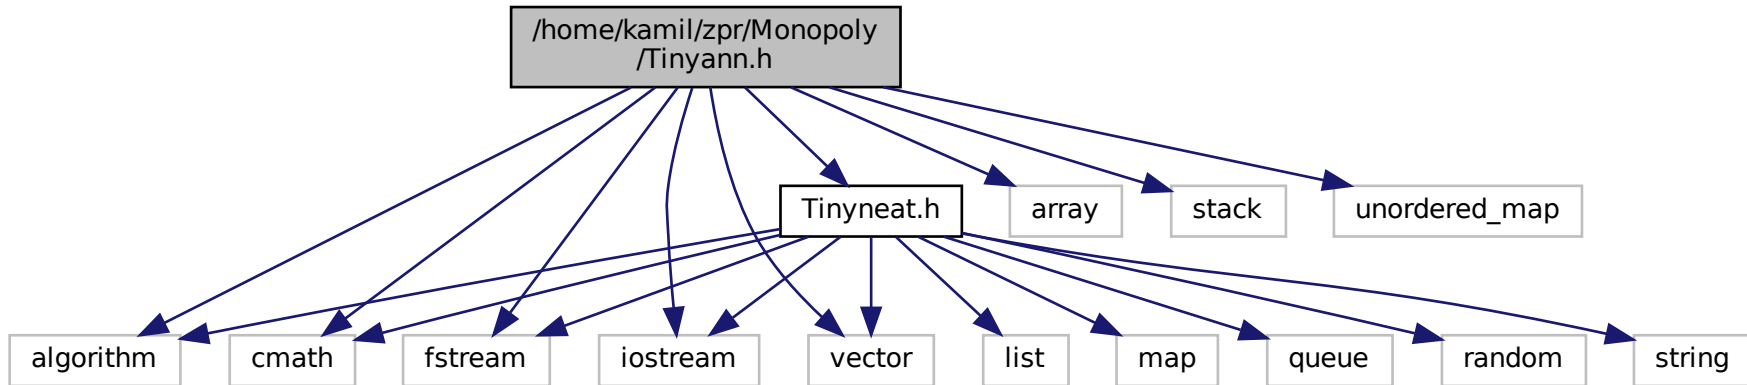 /home/kamil/zpr/Monopoly
/Tinyann.h
Tinyneat.h
array
stack
unordered_map
algorithm
cmath
fstream
iostream
vector
list
map
queue
random
string